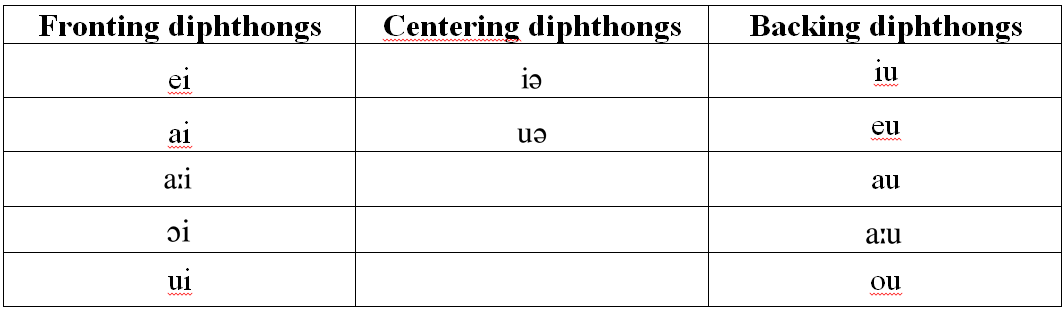 Fronting diphthongs Centering diphthongs Backing diphthongs
ei iə iu
ai uə eu
aːi au
ɔi aːu
ui ou